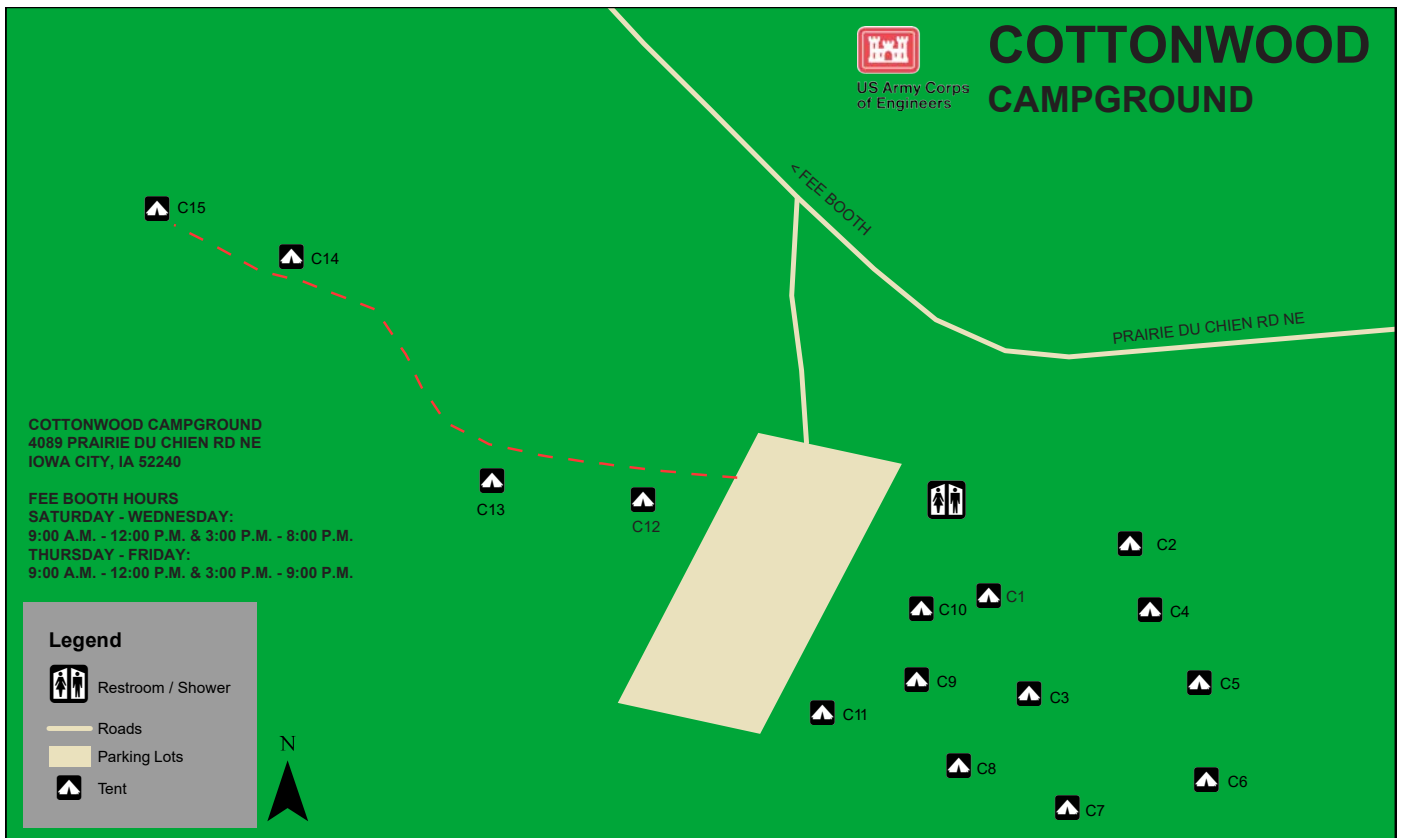 COTTONWOOD
CAMPGROUND
US Army Corps
of Engineers
< FEE BOOTH
PRAIRIE DU CHIEN RD NE
C15
C14
C13
C12
C2
C1
C10
C4
C9
C3
C5
C11
C8
C6
C7
COTTONWOOD CAMPGROUND
4089 PRAIRIE DU CHIEN RD NE
IOWA CITY, IA 52240
FEE BOOTH HOURS
SATURDAY - WEDNESDAY:
9:00 A.M. - 12:00 P.M. & 3:00 P.M. - 8:00 P.M.
THURSDAY - FRIDAY:
9:00 A.M. - 12:00 P.M. & 3:00 P.M. - 9:00 P.M.
Legend
Restroom / Shower
Roads
Parking Lots
Tent
N